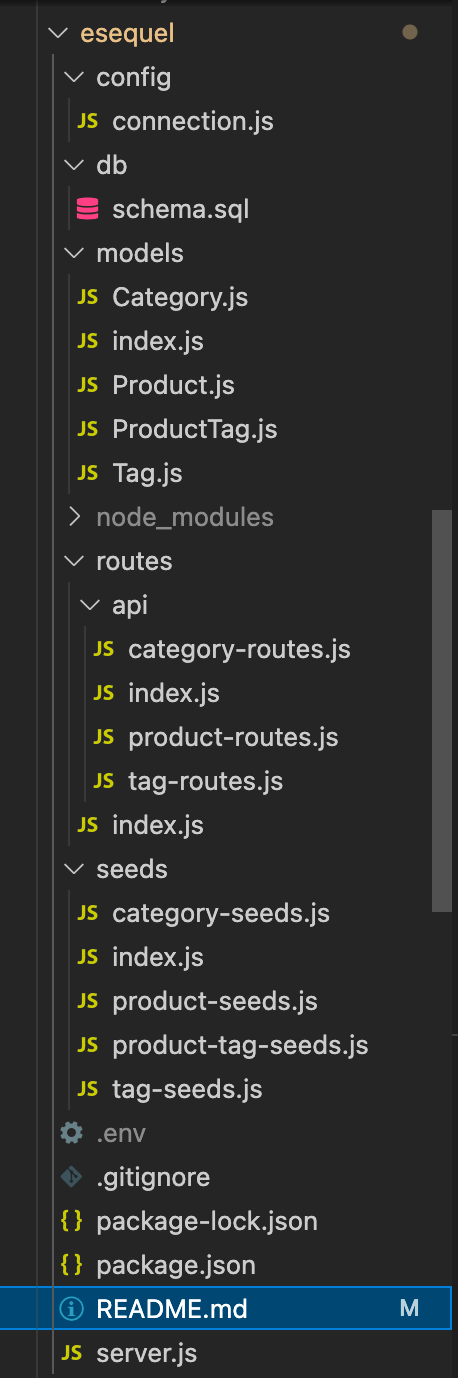 esequel
config
JS connection.js
db
schema.sql
models
JS Category.js
JS index.js
JS Product.js
JS ProductTag.js
JS Tag.js
node_modules
routes
api
JS category-routes.js
JS index.js
JS product-routes.js
JS tag-routes.js
JS index.js
seeds
JS category-seeds.js
JS index.js
JS product-seeds.js
JS product-tag-seeds.js
JS tag-seeds.js
.env
.gitignore
{} package-lock.json
{} package.json
README.md M
JS server.js